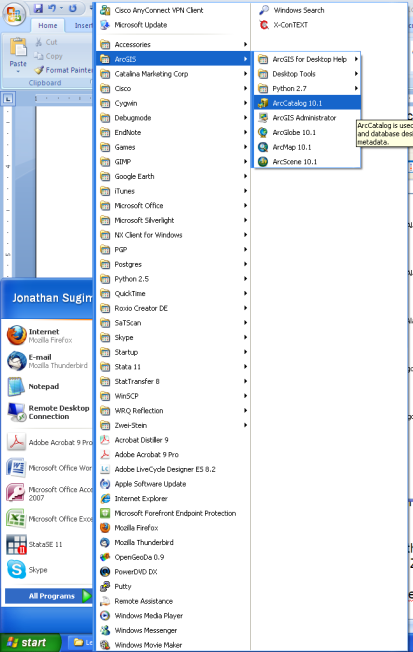 Home
Cut
Copy
Format Painter
Paste
Clipboard
Cisco AnyConnect VPN Client
Microsoft Update
Accessories
ArcGIS
Catalina Marketing Corp
Cisco
Cygwin
Debugmode
EndNote
Games
GIMP
Google Earth
iTunes
Microsoft Office
Microsoft Silverlight
NX Client for Windows
PGP
Postgres
Python 2.5
QuickTime
Roxio Creator DE
SaTScan
Skype
Startup
Stata 11
StatTransfer 8
WinSCP
WRQ Reflection
Zwei-Stein
Acrobat Distiller 9
Adobe Acrobat 9 Pro
Adobe LiveCycle Designer ES 8.2
Apple Software Update
Internet Explorer
Microsoft Forefront Endpoint Protection
Mozilla Firefox
Mozilla Thunderbird
OpenGeoDa 0.9
PowerDVD DX
Putty
Remote Assistance
Windows Media Player
Windows Messenger
Windows Movie Maker
Windows Search
X-ConTEXT
ArcGIS for Desktop Help
Desktop Tools
Python 2.7
ArcCatalog 10.1
ArcGIS Administrator
ArcGlobe 10.1
ArcMap 10.1
ArcScene 10.1
ArcCatalog is used
and database des
metadata.
Jonathan Sugim
Internet
Mozilla Firefox
E-mail
Mozilla Thunderbird
Notepad
Remote Desktop
Connection
Adobe Acrobat 9 Pro
Microsoft Office Wor
Microsoft Office Acce
2007
Microsoft Office Exce
StataSE 11
Skype
All Programs
start
Le